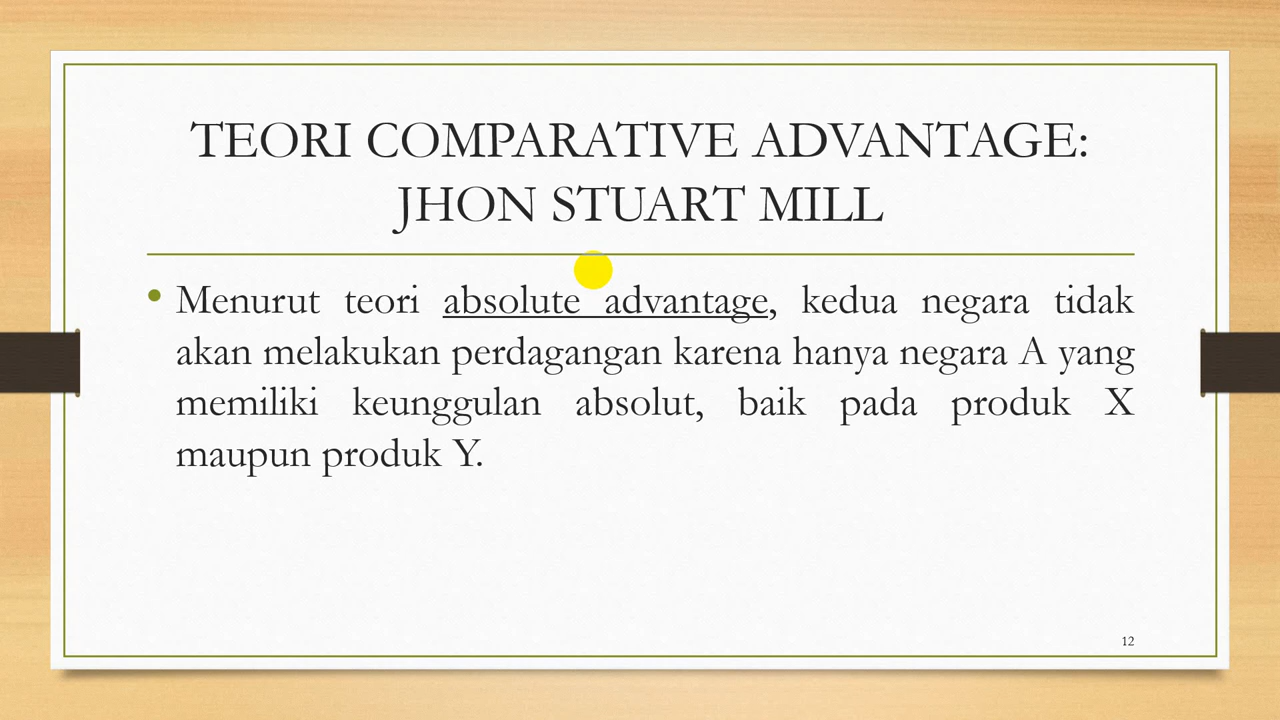 TEORI COMPARATIVE ADVANTAGE:
JHON STUART MILL
• Menurut teori absolute advantage, kedua negara tidak
akan melakukan perdagangan karena hanya negara A yang
memiliki keunggulan absolut, baik pada produk X
maupun produk Y.
12